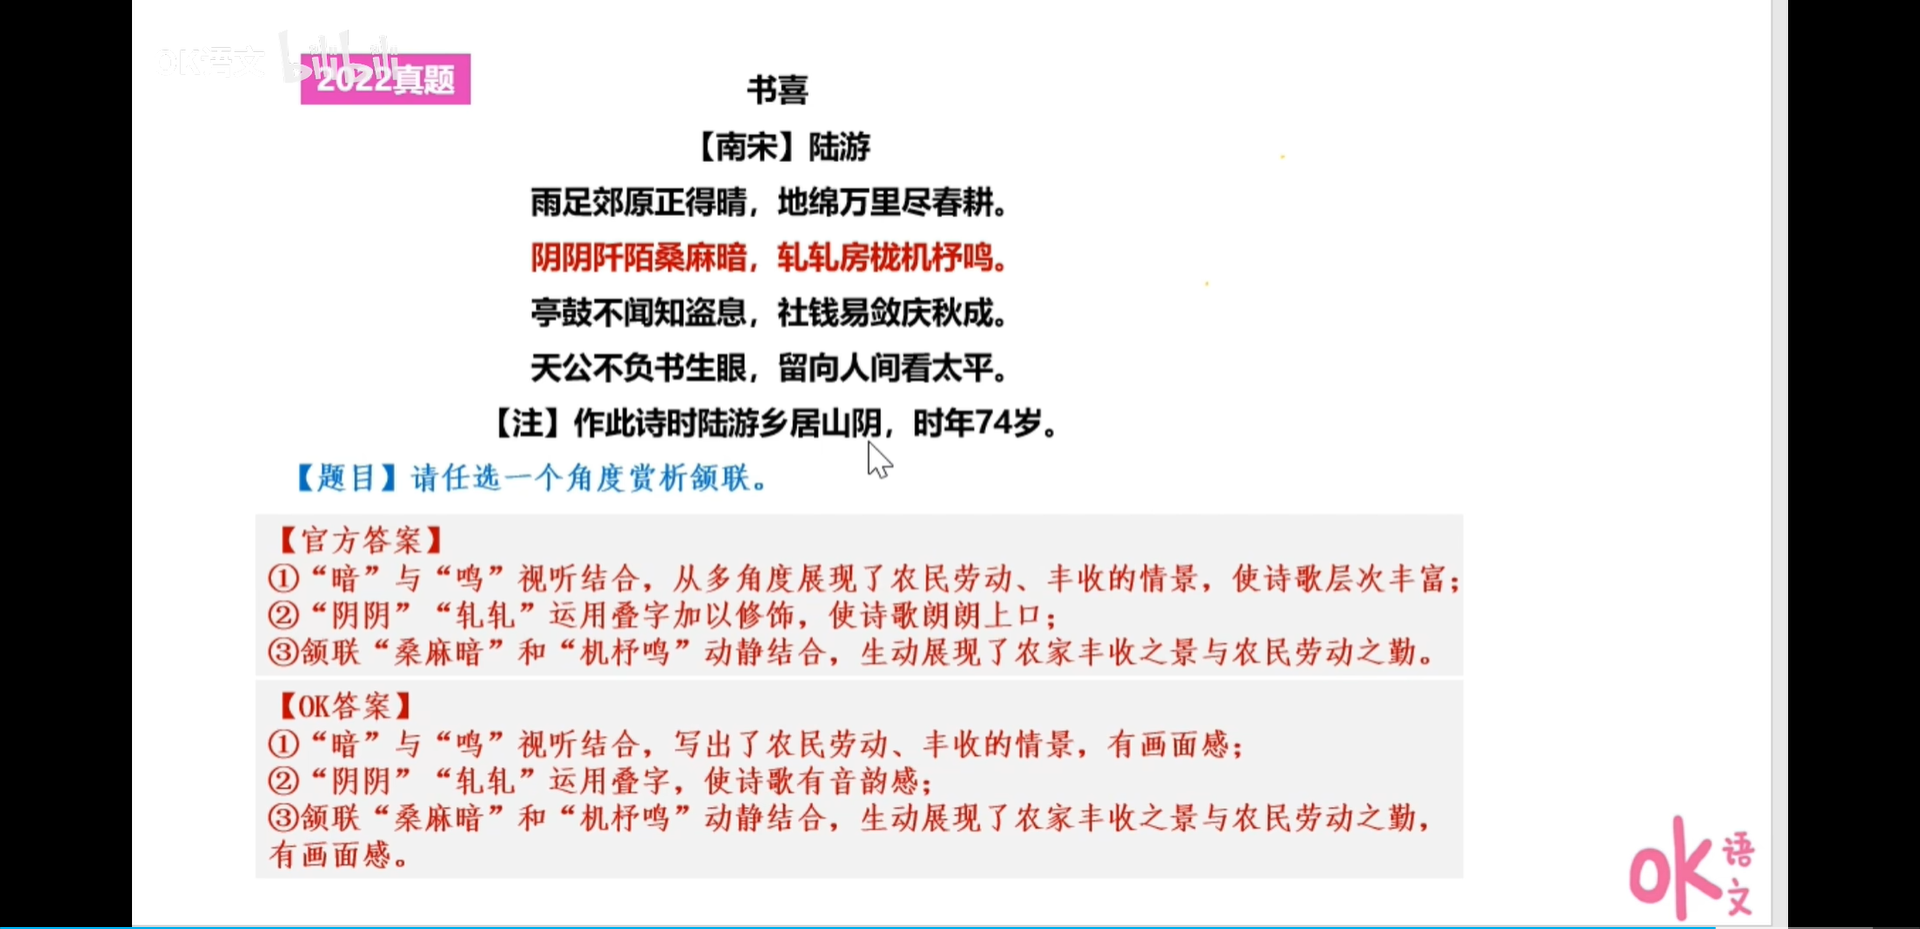 OK语文 bilibili
2022真题
书喜
【南宋】陆游
雨足郊原正得晴，地绵万里尽春耕。
阴阴阡陌桑麻暗，轧轧房栊机杼鸣。
亭鼓不闻知盗息，社钱易敛庆秋成。
天公不负书生眼，留向人间看太平。
【注】作此诗时陆游乡居山阴，时年74岁。
【题目】请任选一个角度赏析颔联。
【官方答案】
①“暗”与“鸣”视听结合，从多角度展现了农民劳动、丰收的情景，使诗歌层次丰富；
②“阴阴”“轧轧”运用叠字加以修饰，使诗歌朗朗上口；
③颔联“桑麻暗”和“机杼鸣”动静结合，生动展现了农家丰收之景与农民劳动之勤。
【OK答案】
①“暗”与“鸣”视听结合，写出了农民劳动、丰收的情景，有画面感；
②“阴阴”“轧轧”运用叠字，使诗歌有音韵感；
③颔联“桑麻暗”和“机杼鸣”动静结合，生动展现了农家丰收之景与农民劳动之勤，
有画面感。
OK语文